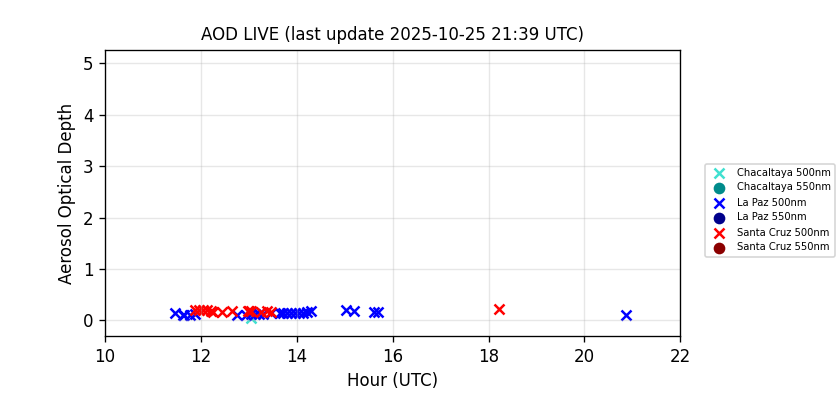 AOD LIVE (last update 2025-10-25 21:39 UTC)
Aerosol Optical Depth
5
4
3
2
1
0
10 12 14 16 18 20 22
Hour (UTC)
Chacaltaya 500nm
Chacaltaya 550nm
La Paz 500nm
La Paz 550nm
Santa Cruz 500nm
Santa Cruz 550nm